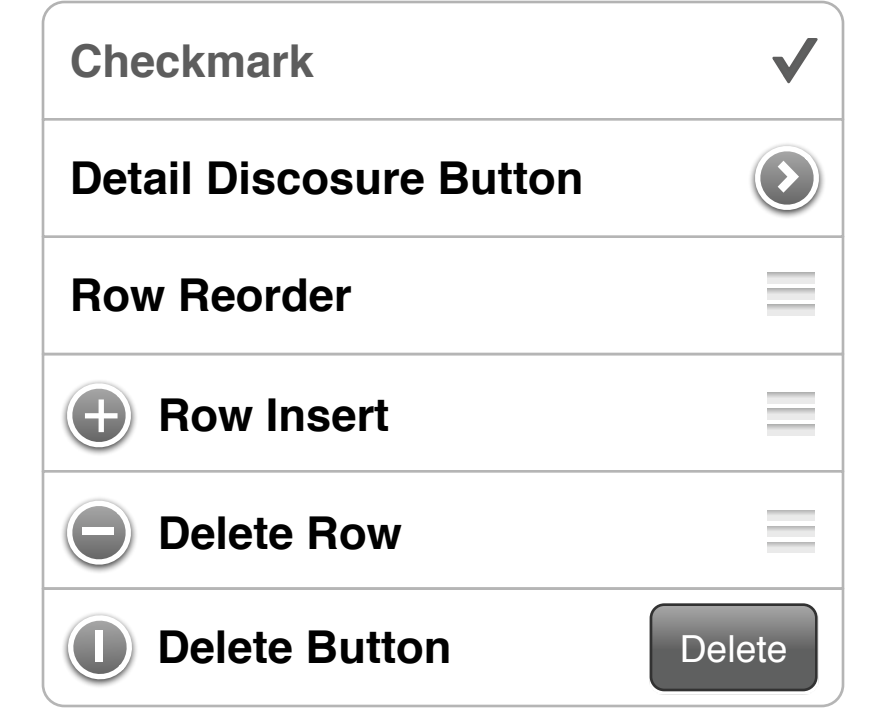 Checkmark
Detail Discosure Button
Row Reorder
Row Insert
Delete Row
Delete Button Delete